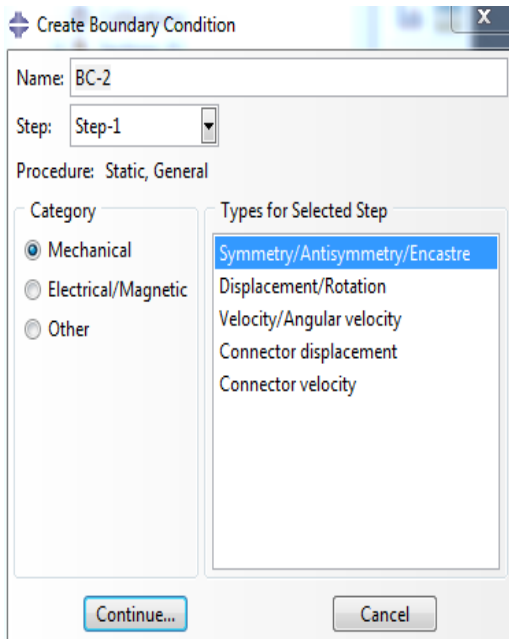 Create Boundary Condition
X
Name: BC-2
Step: Step-1
Procedure: Static, General
Category
Mechanical
Electrical/Magnetic
Other
Types for Selected Step
Symmetry/Antisymmetry/Encastre
Displacement/Rotation
Velocity/Angular velocity
Connector displacement
Connector velocity
Continue... Cancel